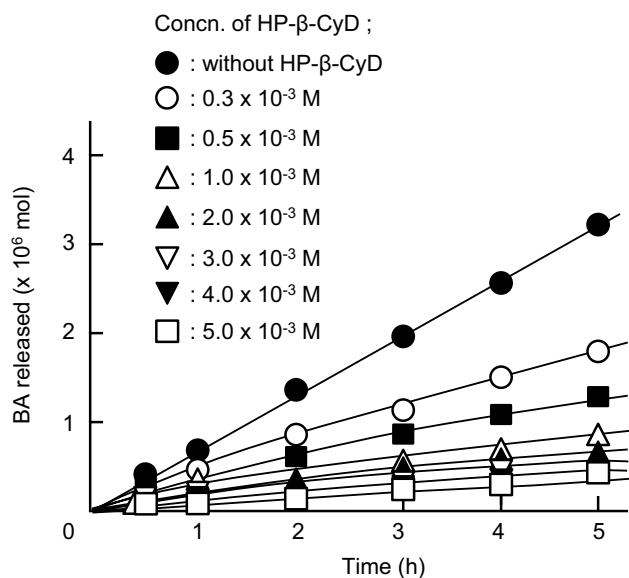 Concn. of HP-β-CyD ;
: without HP-β-CyD
: 0.3 x 10⁻³ M
: 0.5 x 10⁻³ M
: 1.0 x 10⁻³ M
: 2.0 x 10⁻³ M
: 3.0 x 10⁻³ M
: 4.0 x 10⁻³ M
: 5.0 x 10⁻³ M
BA released (x 10⁶ mol)
4
3
2
1
0
1 2 3 4 5
Time (h)